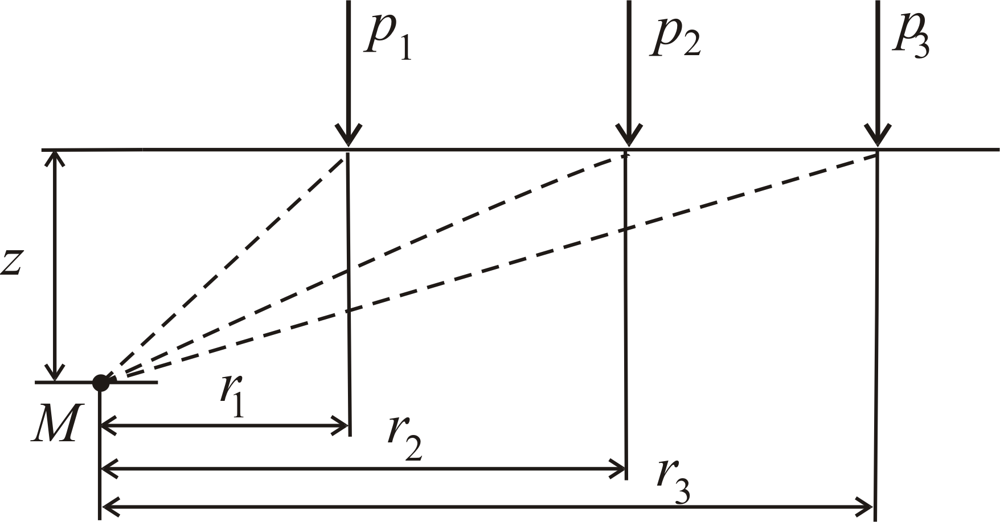 p₁
p₂
p₃
z
M
r₁
r₂
r₃